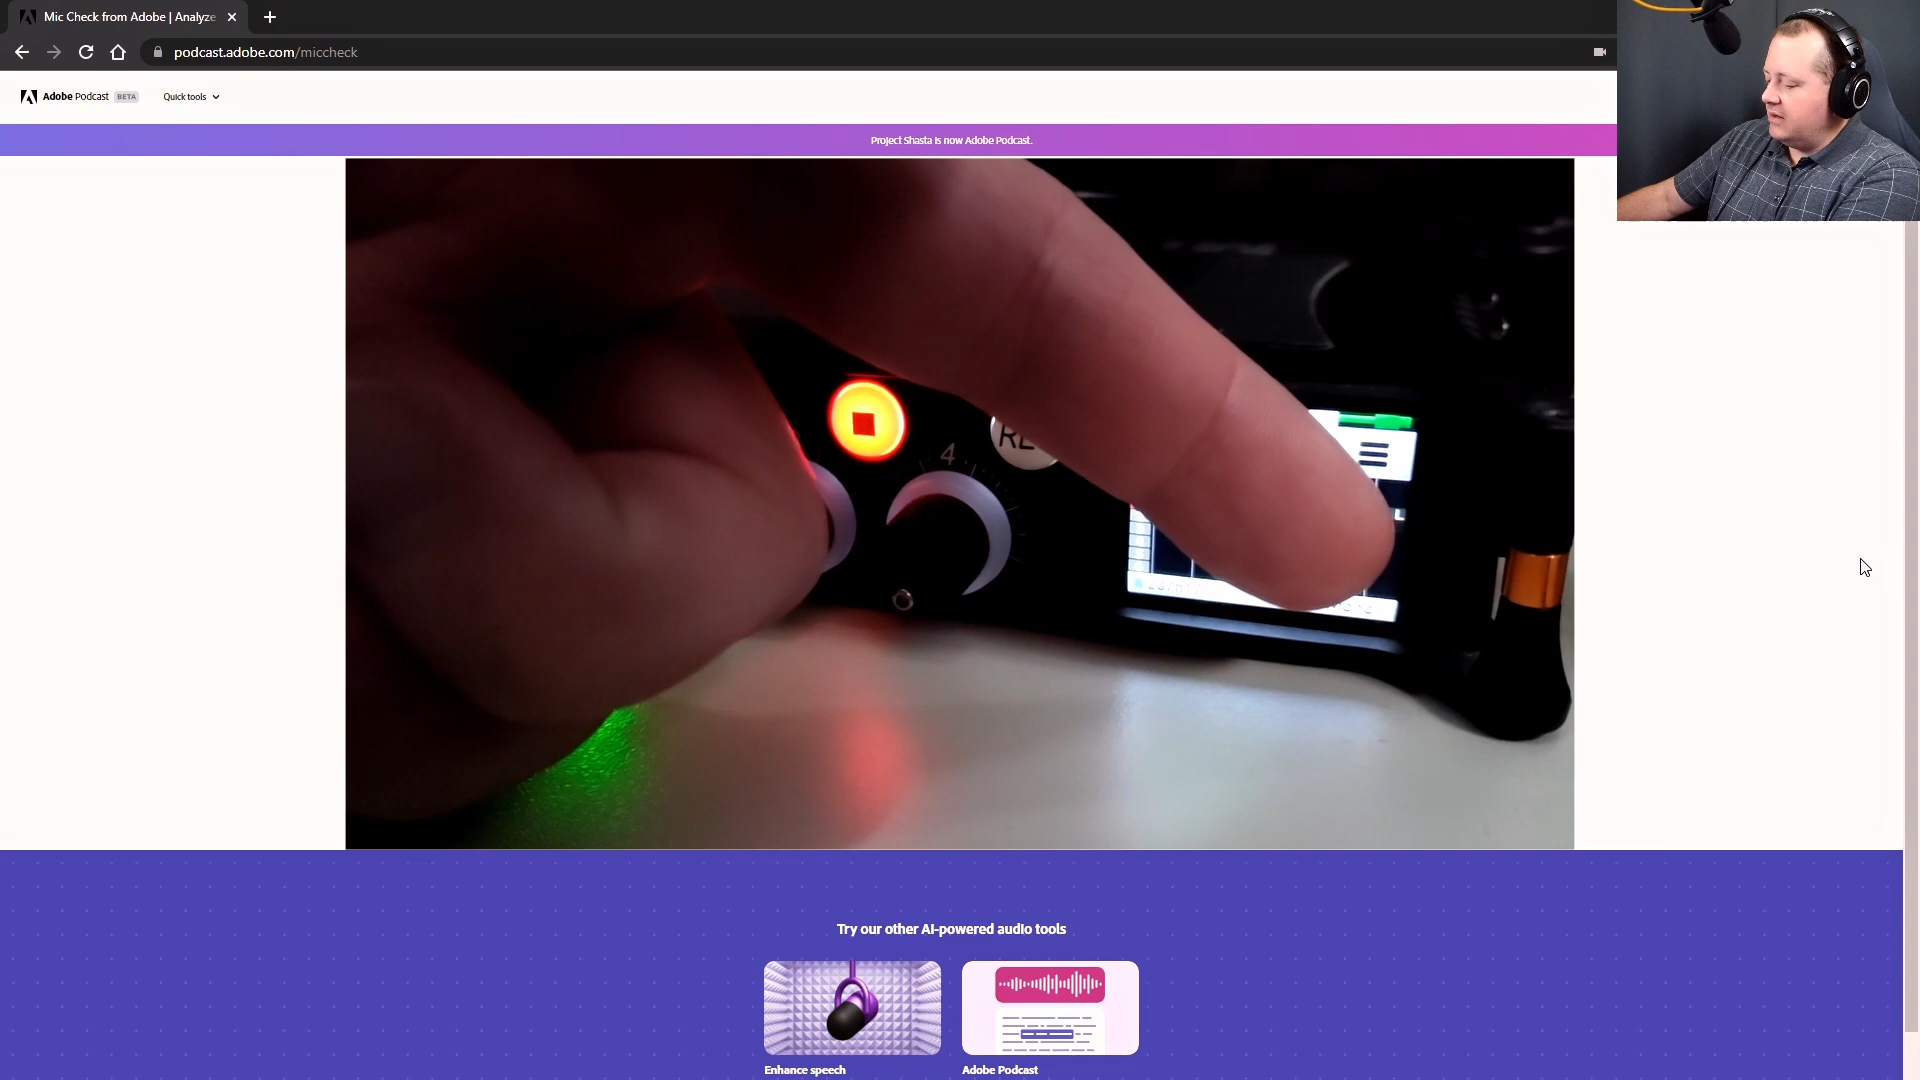 Mic Check from Adobe | Analyze
podcast.adobe.com/miccheck
Adobe Podcast BETA
Quick tools
Project Shasta is now Adobe Podcast.
4
Try our other AI-powered audio tools
Enhance speech
Adobe Podcast